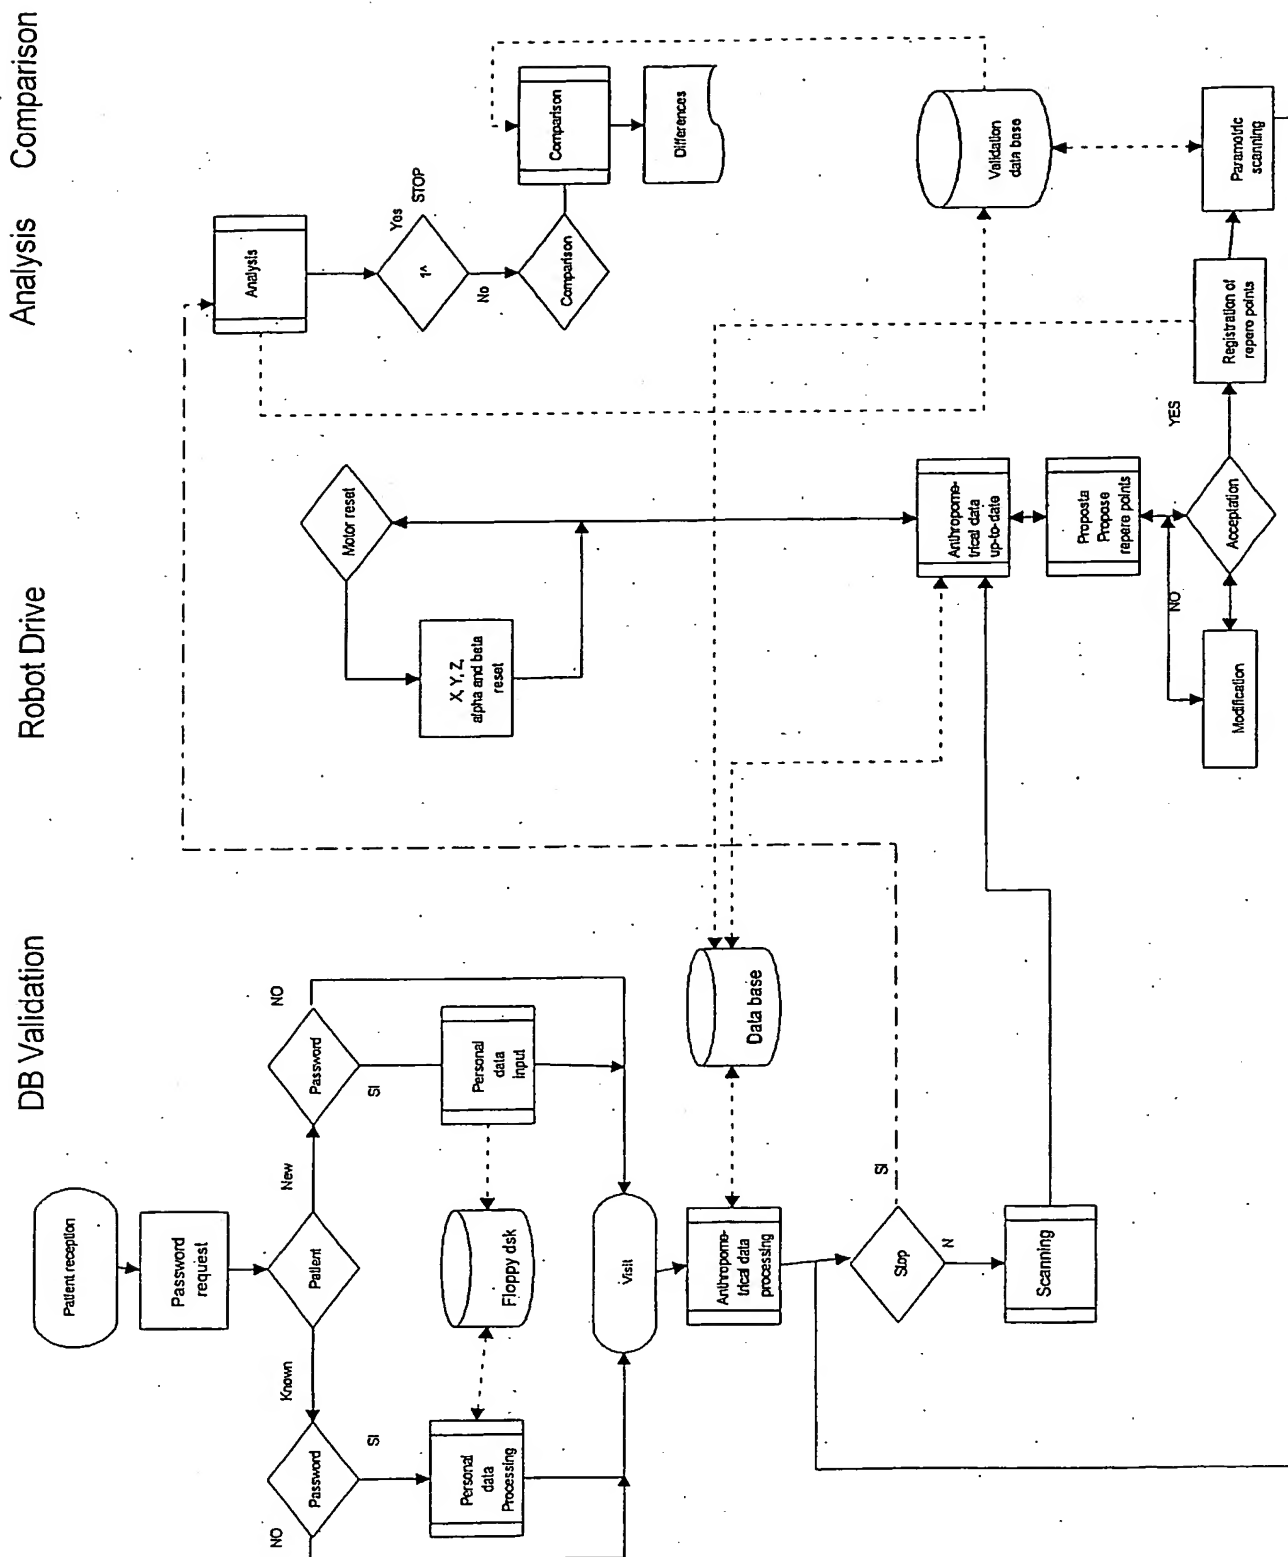 DB Validation
Robot Drive
Analysis
Comparison
Patient reception
Password
request
Known
Patient
New
NO
Password
SI
Password
NO
SI
Personal
data
Processing
Floppy dsk
Personal
data
Input
Visit
Anthropome-
trical data
processing
Data base
Stop
SI
N
Scanning
Motor reset
X, Y, Z,
alpha and beta
reset
Anthropome-
trical data
up-to-date
Proposta
Propose
repere points
NO
Acceptation
YES
Modification
Registration of
repere points
Parametric
scanning
Validation
data base
Analysis
1^
Yes
STOP
No
Comparison
Comparison
Differences